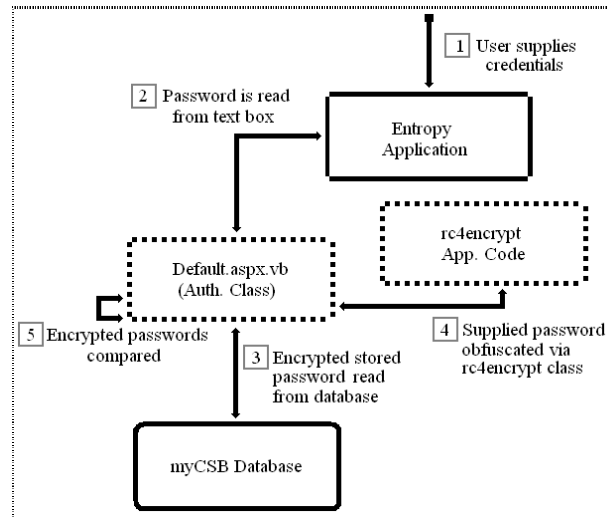 1 User supplies
credentials
2 Password is read
from text box
Entropy
Application
rc4encrypt
App. Code
Default.aspx.vb
(Auth. Class)
5 Encrypted passwords
compared
4 Supplied password
obfuscated via
rc4encrypt class
3 Encrypted stored
password read
from database
myCSB Database